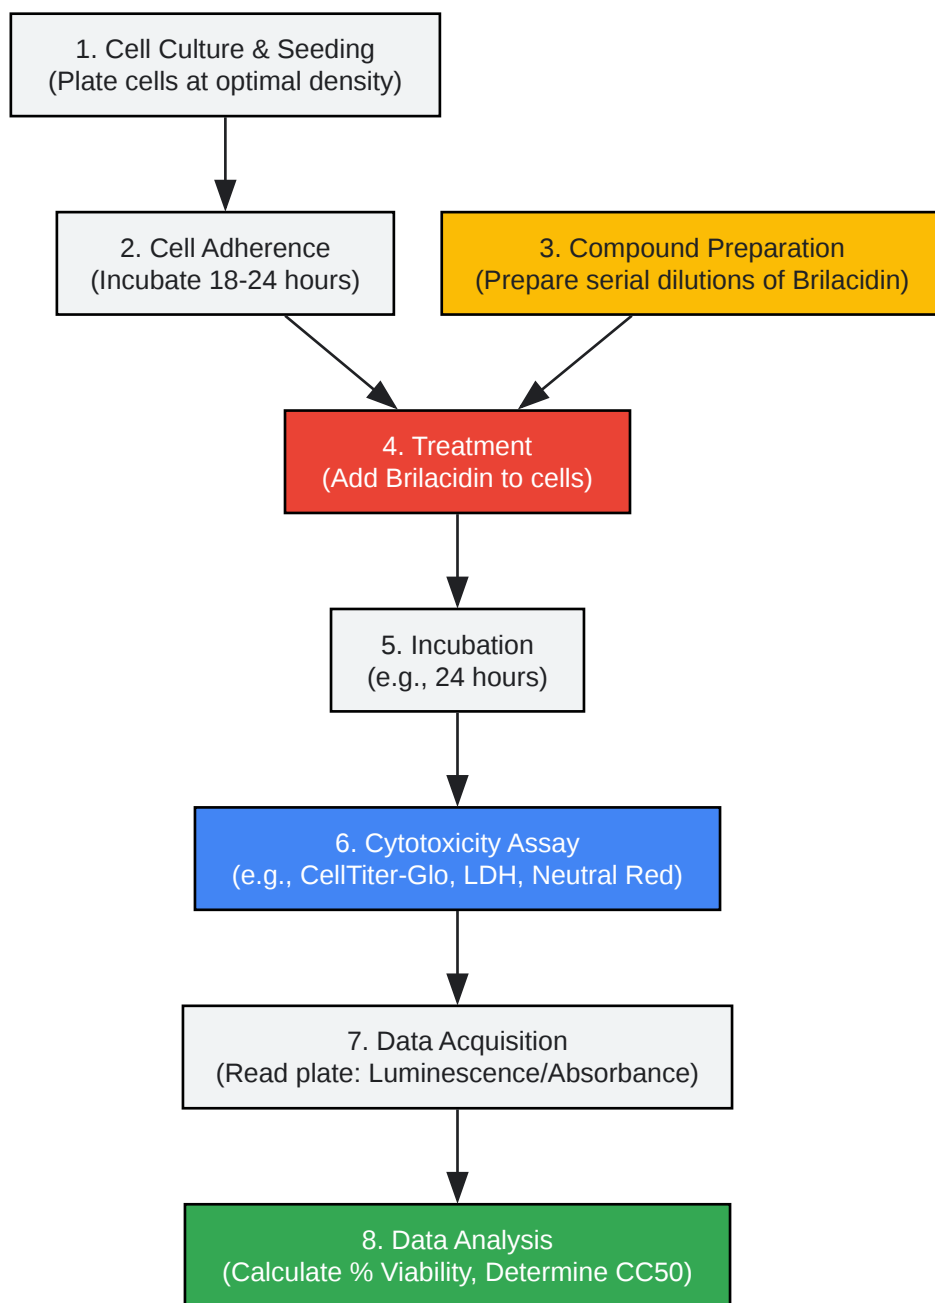 1. Cell Culture & Seeding
(Plate cells at optimal density)
2. Cell Adherence
(Incubate 18-24 hours)
3. Compound Preparation
(Prepare serial dilutions of Brilacidin)
4. Treatment
(Add Brilacidin to cells)
5. Incubation
(e.g., 24 hours)
6. Cytotoxicity Assay
(e.g., CellTiter-Glo, LDH, Neutral Red)
7. Data Acquisition
(Read plate: Luminescence/Absorbance)
8. Data Analysis
(Calculate % Viability, Determine CC50)